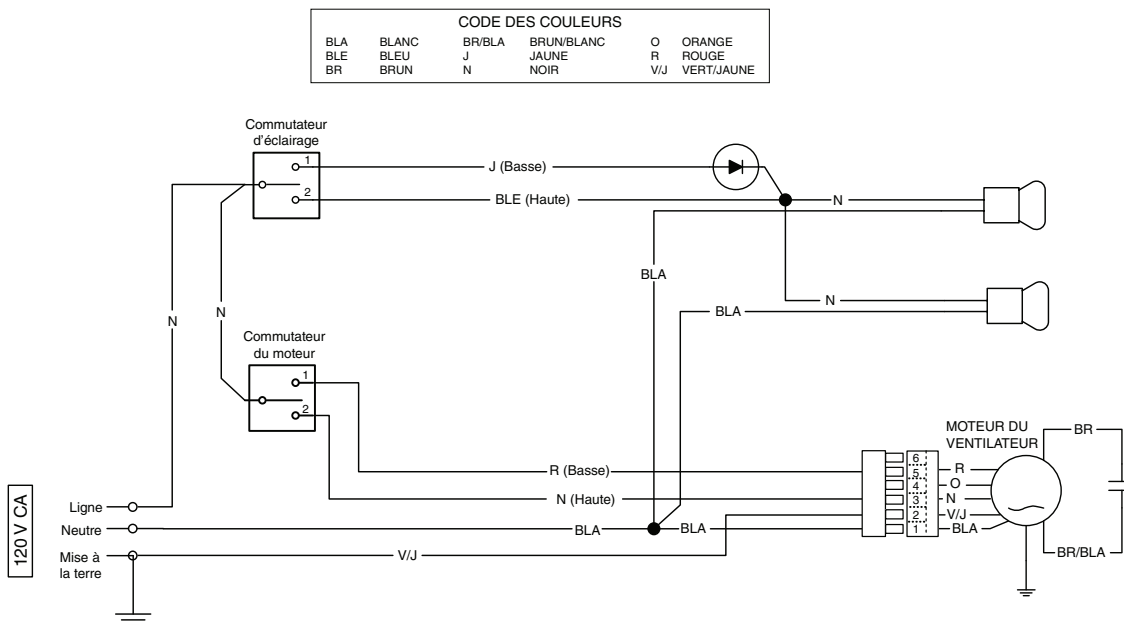 CODE DES COULEURS
BLA BLANC BR/BLA BRUN/BLANC O ORANGE
BLE BLEU J JAUNE R ROUGE
BR BRUN N NOIR V/J VERT/JAUNE
Commutateur
d'éclairage
1
J (Basse)
2
BLE (Haute)
N
BLA
N
BLA
N
N
Commutateur
du moteur
1
2
MOTEUR DU
VENTILATEUR
BR
R (Basse)
N (Haute)
6
5
4
3
2
1
R
O
N
V/J
BLA
BR/BLA
120 V CA
Ligne
Neutre
BLA
BLA
Mise à
la terre
V/J